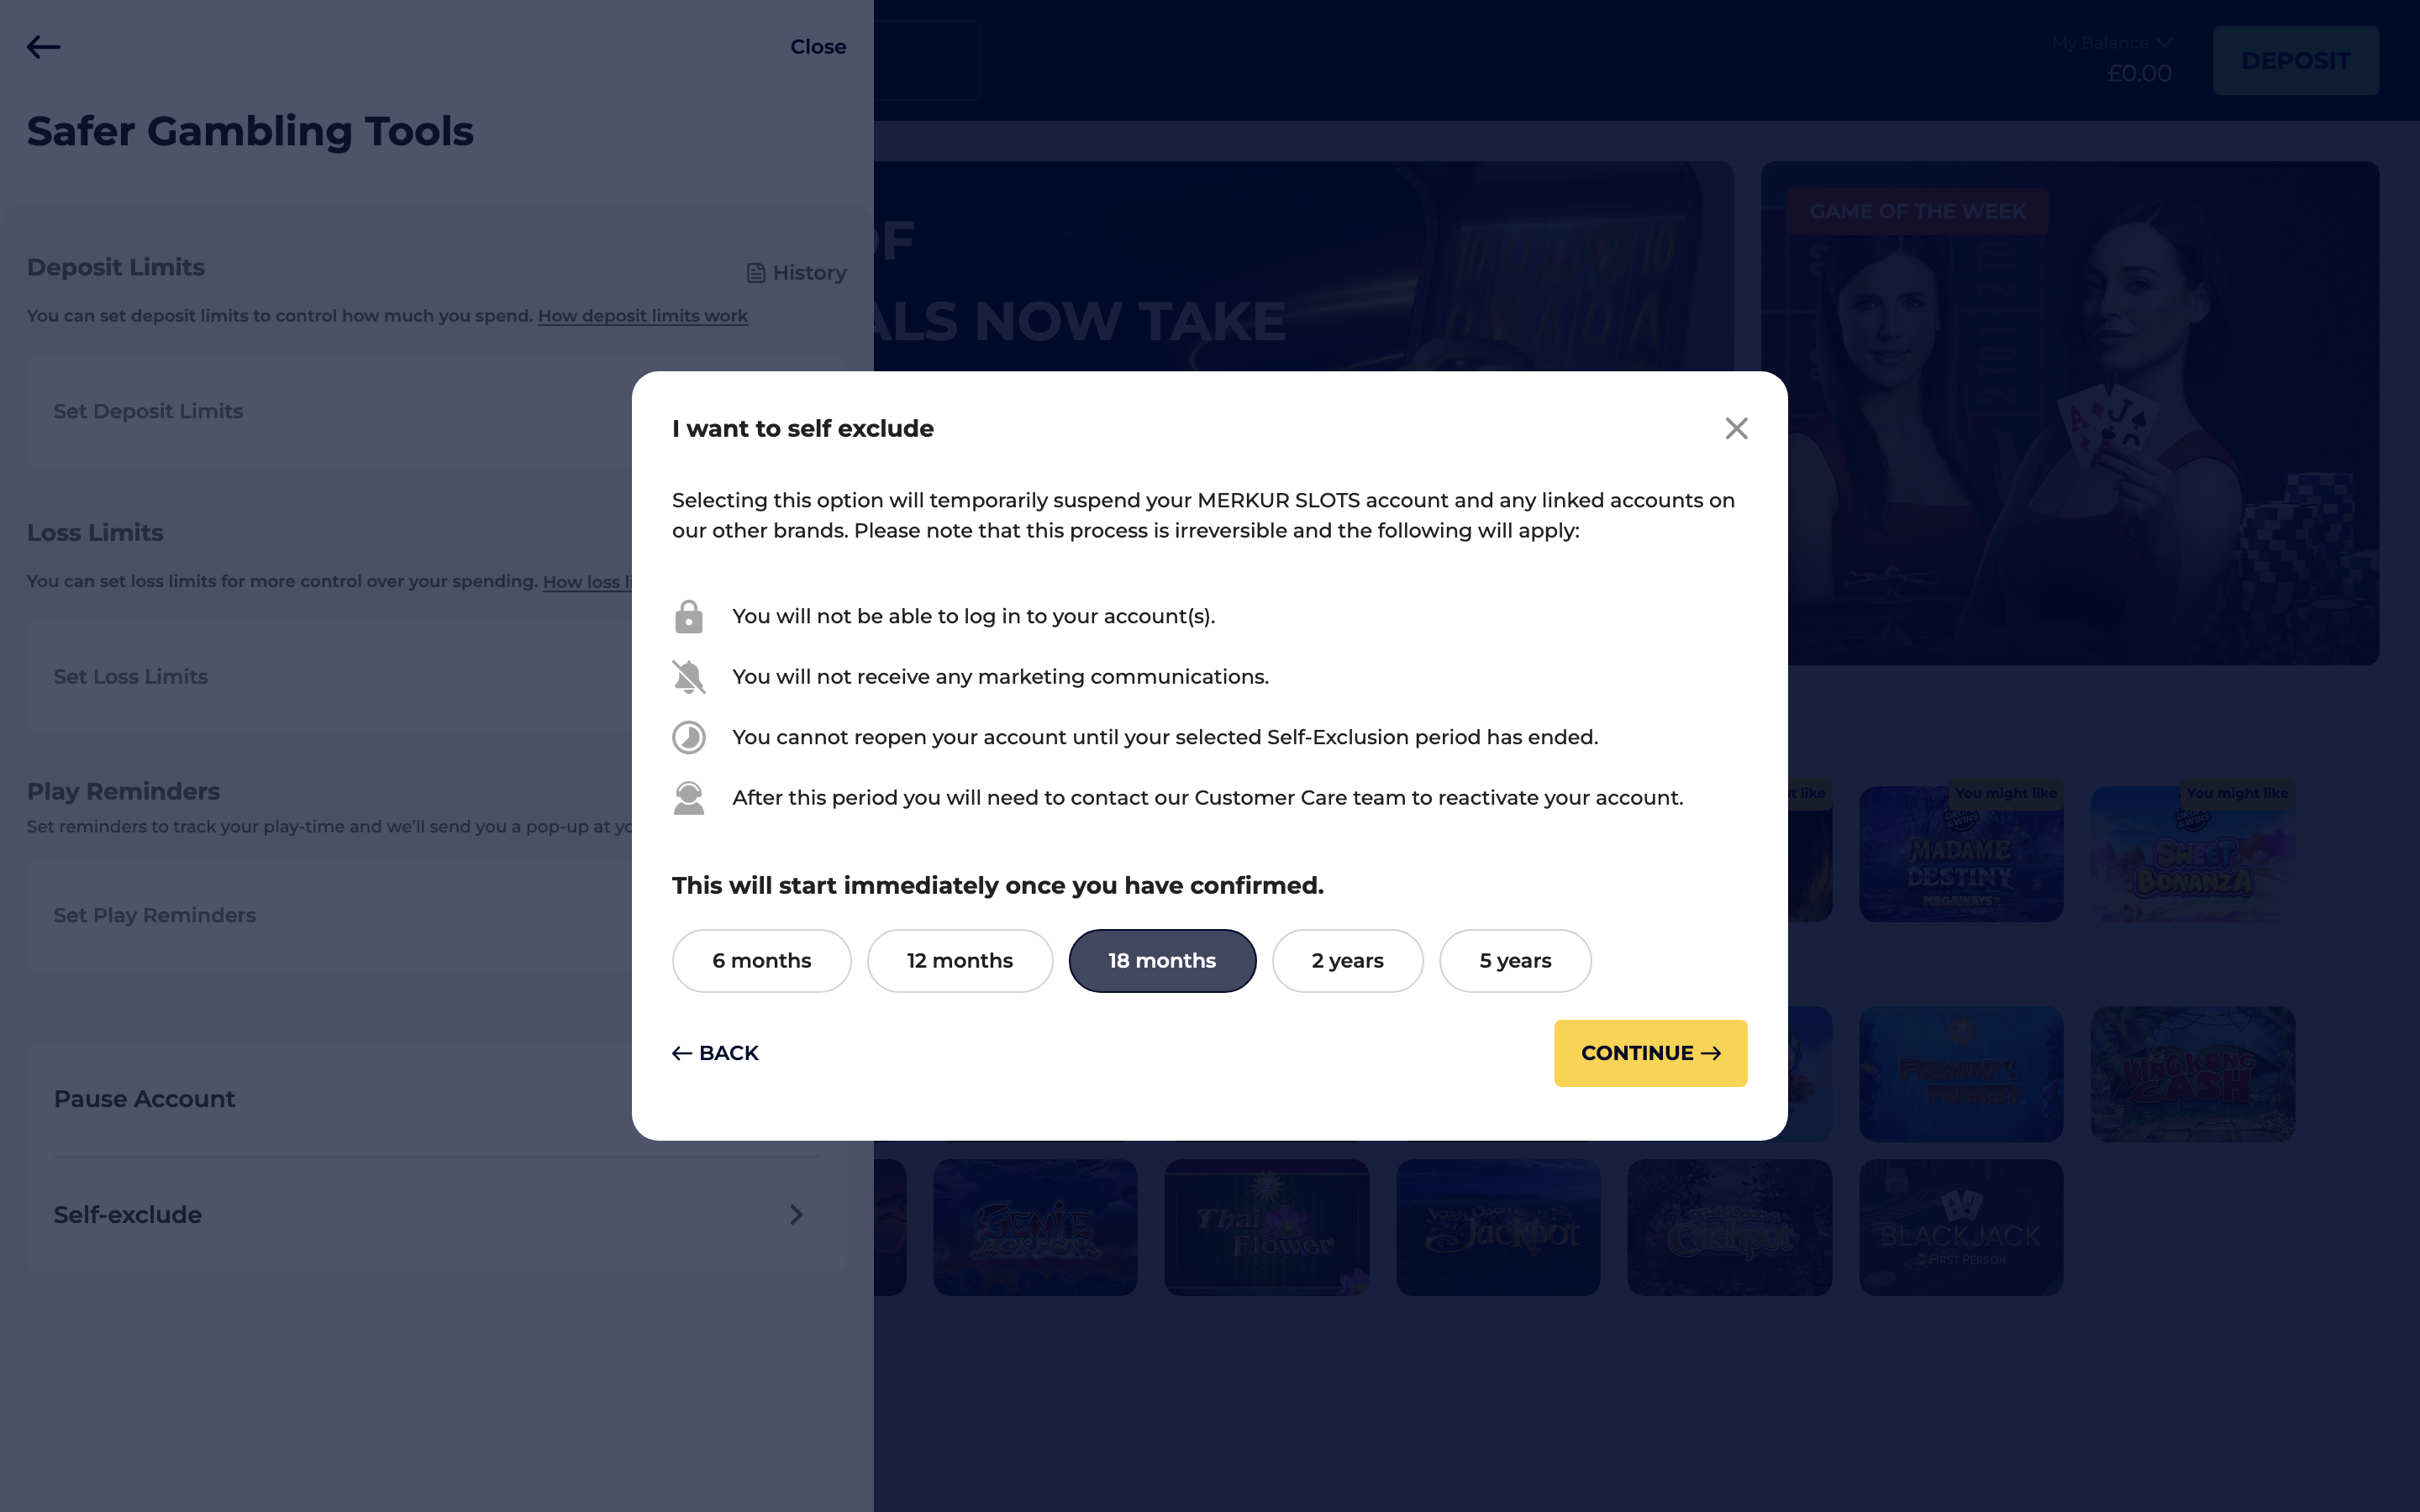 Close
Safer Gambling Tools
Deposit Limits
History
You can set deposit limits to control how much you spend. How deposit limits work
Set Deposit Limits
Loss Limits
You can set loss limits for more control over your spending. How loss
Set Loss Limits
Play Reminders
Set reminders to track your play-time and we'll send you a pop-up at
Set Play Reminders
Pause Account
Self-exclude
My Balance
£0.00
DEPOSIT
OF
NOW TAKE
GAME OF THE WEEK
I want to self exclude
Selecting this option will temporarily suspend your MERKUR SLOTS account and any linked accounts on
our other brands. Please note that this process is irreversible and the following will apply:
You will not be able to log in to your account(s).
You will not receive any marketing communications.
You cannot reopen your account until your selected Self-Exclusion period has ended.
After this period you will need to contact our Customer Care team to reactivate your account.
This will start immediately once you have confirmed.
6 months
12 months
18 months
2 years
5 years
BACK
CONTINUE
like
You might like
You might like
MADAME
DESTINY
MEGAWAYS
SWEET
BONANZA
KING KONG
CASH
GENIE
JACKPOTS
Thai
Flower
Wish Upon a
Jackpot
BLACKJACK
FIRST PERSON